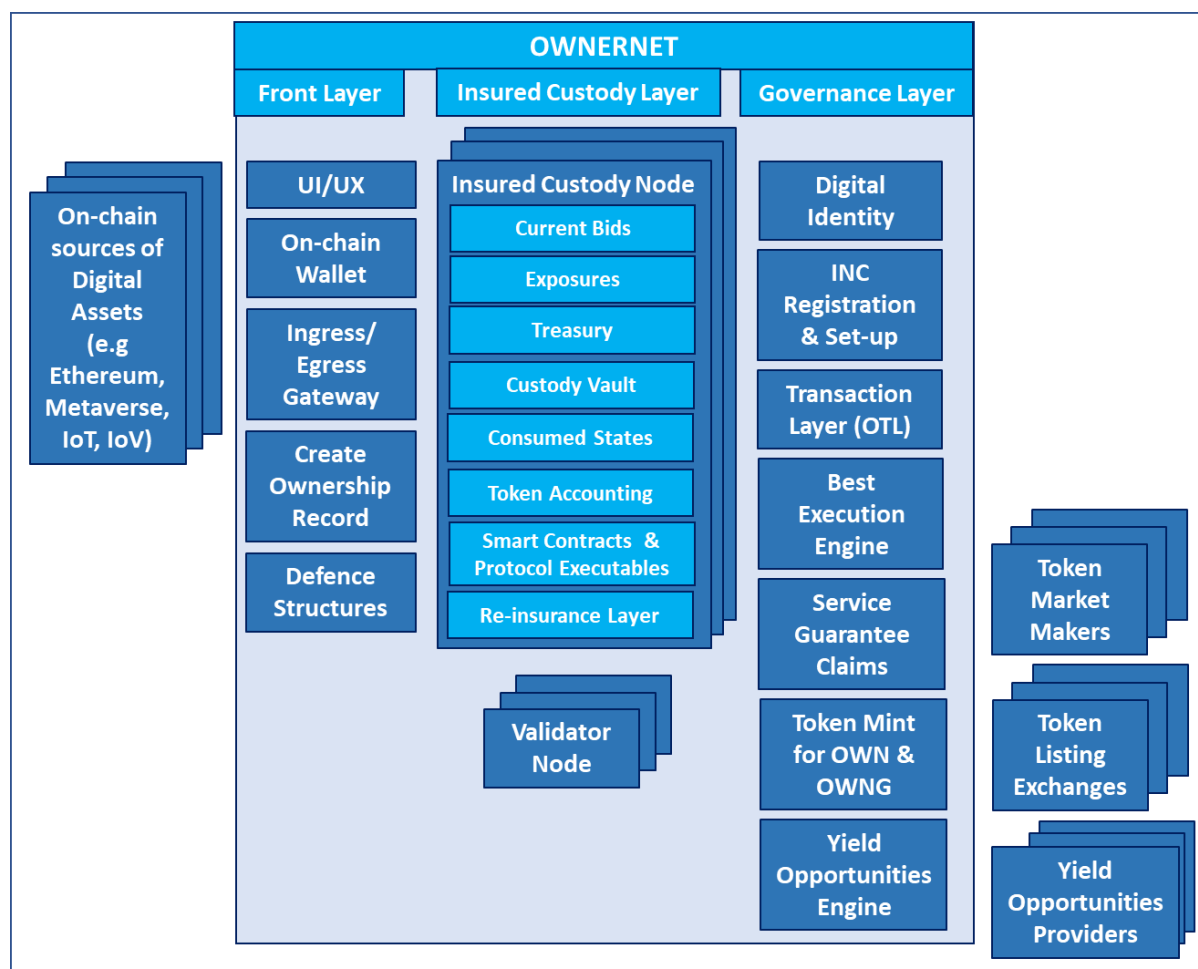 OWNERNET
Front Layer
Insured Custody Layer
Governance Layer
On-chain
sources of
Digital
Assets
(e.g
Ethereum,
Metaverse,
IoT, IoV)
UI/UX
On-chain
Wallet
Ingress/
Egress
Gateway
Create
Ownership
Record
Defence
Structures
Insured Custody Node
Current Bids
Exposures
Treasury
Custody Vault
Consumed States
Token Accounting
Smart Contracts &
Protocol Executables
Re-insurance Layer
Validator
Node
Digital
Identity
INC
Registration
& Set-up
Transaction
Layer (OTL)
Best
Execution
Engine
Service
Guarantee
Claims
Token Mint
for OWN &
OWNG
Yield
Opportunities
Engine
Token
Market
Makers
Token
Listing
Exchanges
Yield
Opportunities
Providers